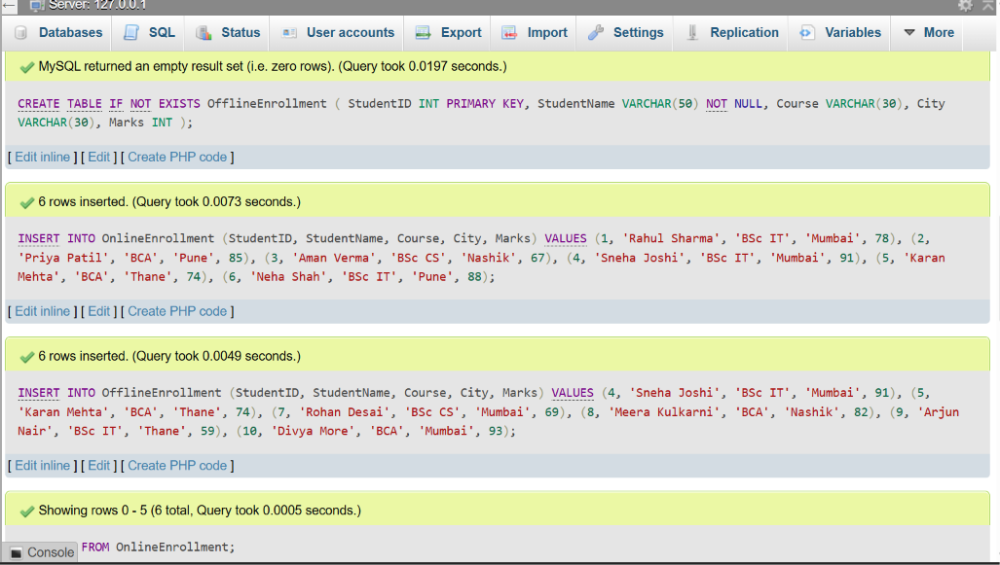 Server: 127.0.0.1
Databases SQL Status User accounts Export Import Settings Replication Variables More
MySQL returned an empty result set (i.e. zero rows). (Query took 0.0197 seconds.)
CREATE TABLE IF NOT EXISTS OfflineEnrollment ( StudentID INT PRIMARY KEY, StudentName VARCHAR(50) NOT NULL, Course VARCHAR(30), City
VARCHAR(30), Marks INT );
[ Edit inline ] [ Edit ] [ Create PHP code ]
6 rows inserted. (Query took 0.0073 seconds.)
INSERT INTO OnlineEnrollment (StudentID, StudentName, Course, City, Marks) VALUES (1, 'Rahul Sharma', 'BSc IT', 'Mumbai', 78), (2,
'Priya Patil', 'BCA', 'Pune', 85), (3, 'Aman Verma', 'BSc CS', 'Nashik', 67), (4, 'Sneha Joshi', 'BSc IT', 'Mumbai', 91), (5, 'Karan
Mehta', 'BCA', 'Thane', 74), (6, 'Neha Shah', 'BSc IT', 'Pune', 88);
[ Edit inline ] [ Edit ] [ Create PHP code ]
6 rows inserted. (Query took 0.0049 seconds.)
INSERT INTO OfflineEnrollment (StudentID, StudentName, Course, City, Marks) VALUES (4, 'Sneha Joshi', 'BSc IT', 'Mumbai', 91), (5,
'Karan Mehta', 'BCA', 'Thane', 74), (7, 'Rohan Desai', 'BSc CS', 'Mumbai', 69), (8, 'Meera Kulkarni', 'BCA', 'Nashik', 82), (9, 'Arjun
Nair', 'BSc IT', 'Thane', 59), (10, 'Divya More', 'BCA', 'Mumbai', 93);
[ Edit inline ] [ Edit ] [ Create PHP code ]
Showing rows 0 - 5 (6 total, Query took 0.0005 seconds.)
FROM OnlineEnrollment;
Console